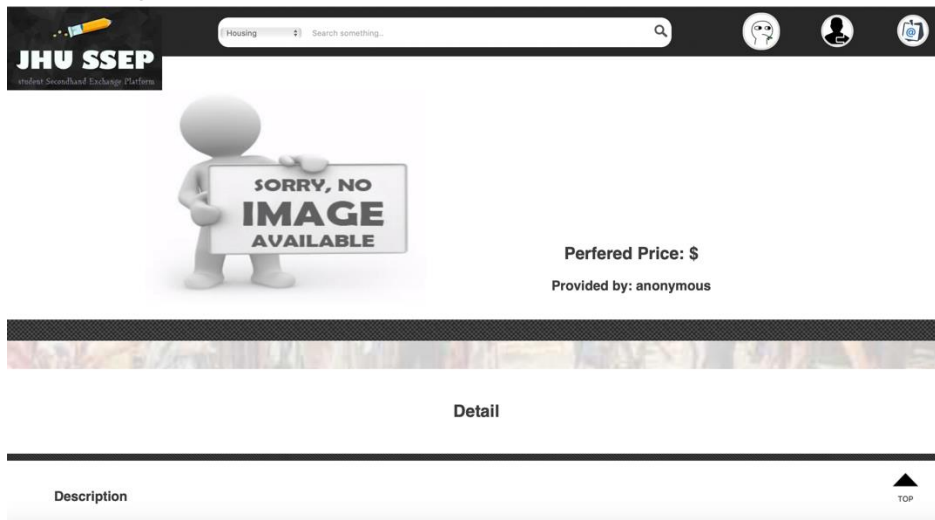 Housing
Search something..
@
JHU SSEP
student Secondhand Exchange Platform
SORRY, NO
IMAGE
AVAILABLE
Perfered Price: $
Provided by: anonymous
Detail
Description
TOP